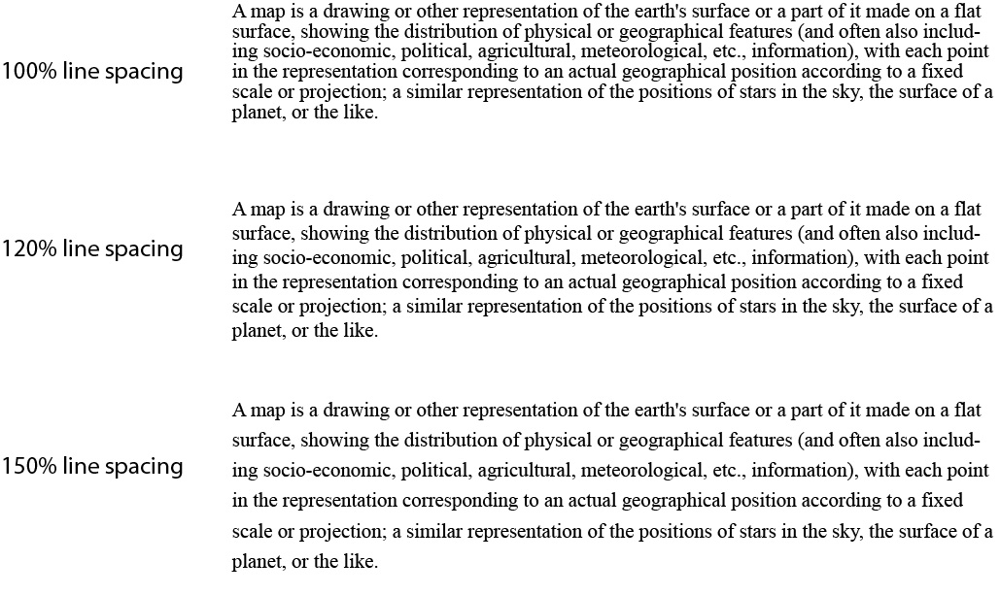 100% line spacing
A map is a drawing or other representation of the earth's surface or a part of it made on a flat
surface, showing the distribution of physical or geographical features (and often also includ-
ing socio-economic, political, agricultural, meteorological, etc., information), with each point
in the representation corresponding to an actual geographical position according to a fixed
scale or projection; a similar representation of the positions of stars in the sky, the surface of a
planet, or the like.
120% line spacing
A map is a drawing or other representation of the earth's surface or a part of it made on a flat
surface, showing the distribution of physical or geographical features (and often also includ-
ing socio-economic, political, agricultural, meteorological, etc., information), with each point
in the representation corresponding to an actual geographical position according to a fixed
scale or projection; a similar representation of the positions of stars in the sky, the surface of a
planet, or the like.
150% line spacing
A map is a drawing or other representation of the earth's surface or a part of it made on a flat
surface, showing the distribution of physical or geographical features (and often also includ-
ing socio-economic, political, agricultural, meteorological, etc., information), with each point
in the representation corresponding to an actual geographical position according to a fixed
scale or projection; a similar representation of the positions of stars in the sky, the surface of a
planet, or the like.